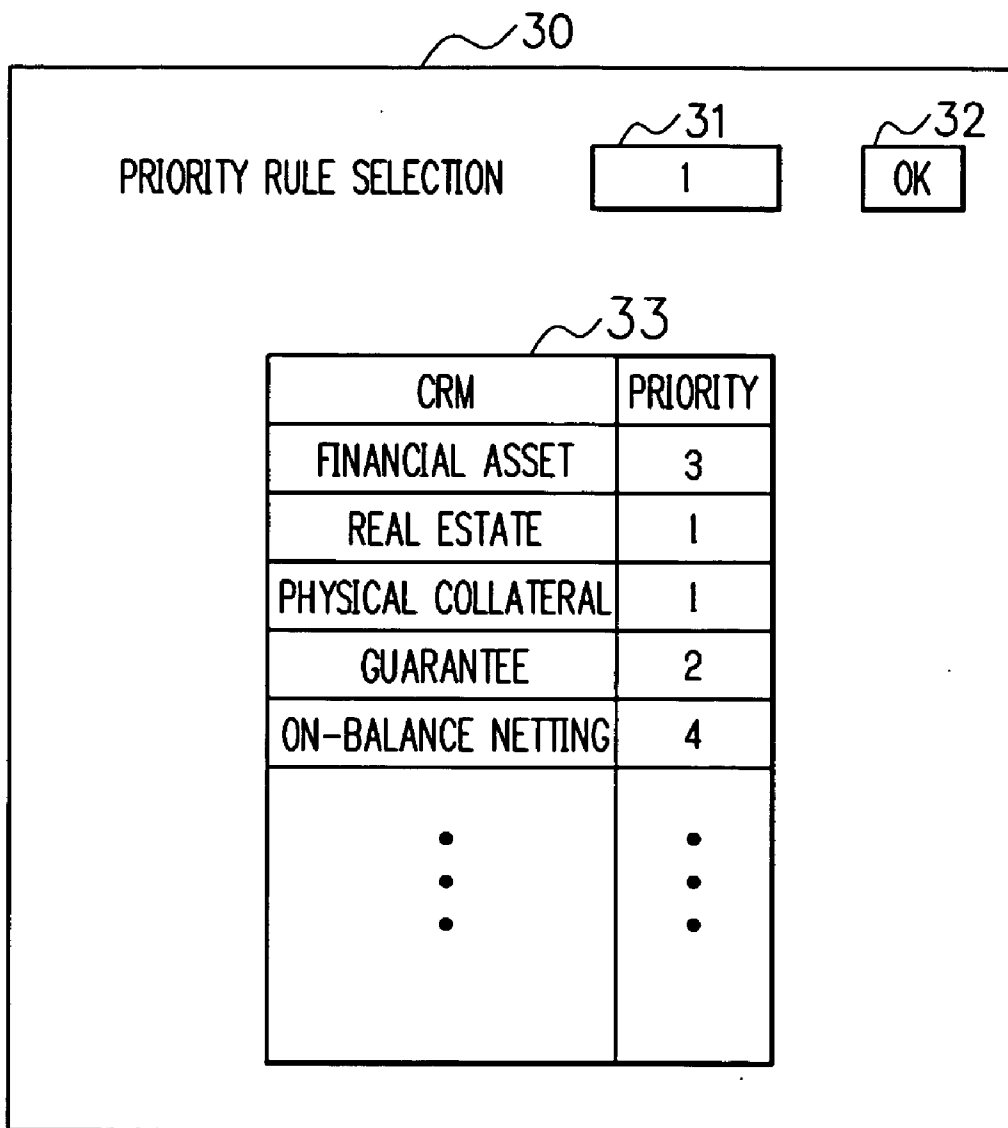 30
31
32
PRIORITY RULE SELECTION 1 OK
33
CRM PRIORITY
FINANCIAL ASSET 3
REAL ESTATE 1
PHYSICAL COLLATERAL 1
GUARANTEE 2
ON-BALANCE NETTING 4